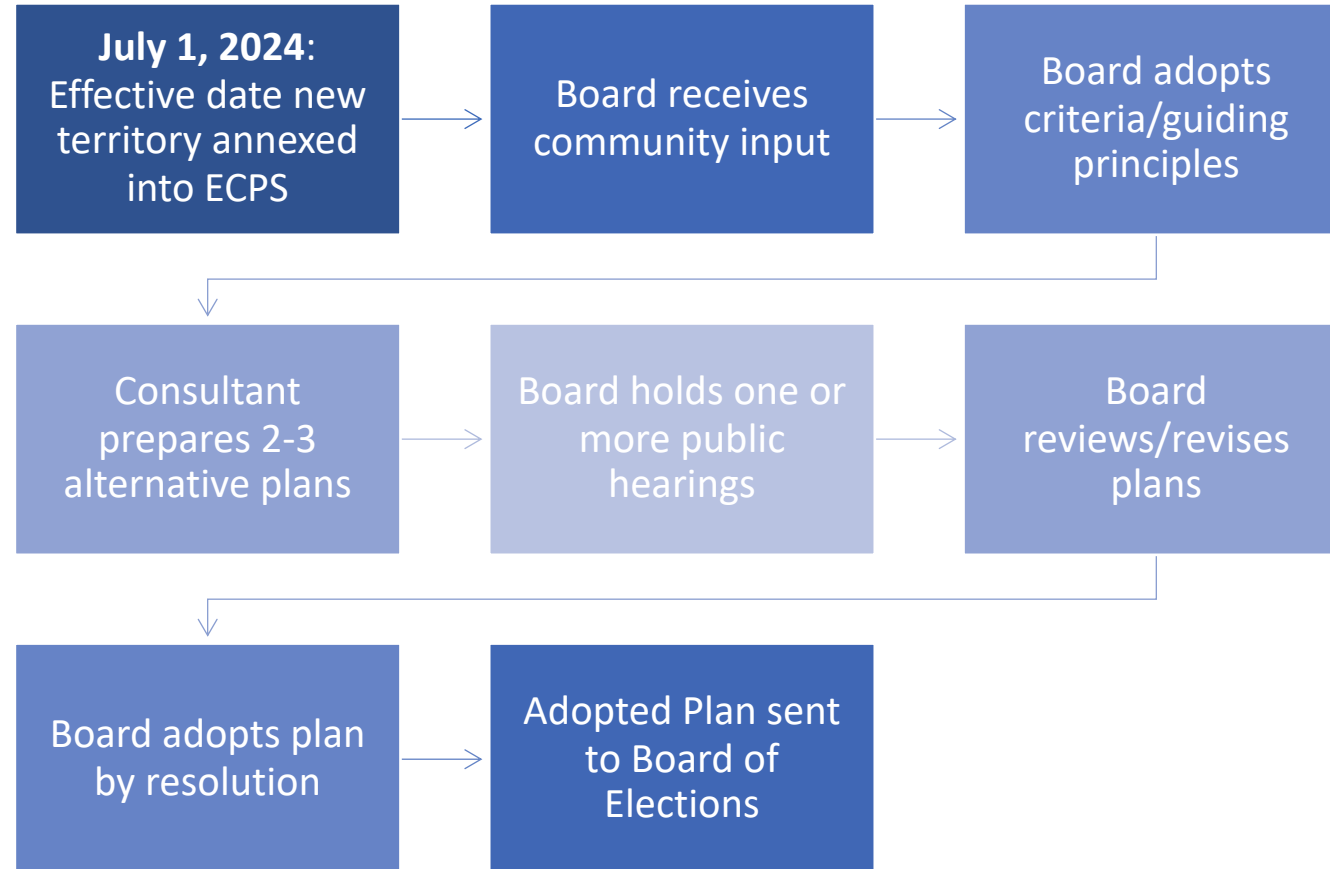 July 1, 2024:
Effective date new
territory annexed
into ECPS
Board receives
community input
Board adopts
criteria/guiding
principles
Consultant
prepares 2-3
alternative plans
Board holds one or
more public
hearings
Board
reviews/revises
plans
Board adopts plan
by resolution
Adopted Plan sent
to Board of
Elections